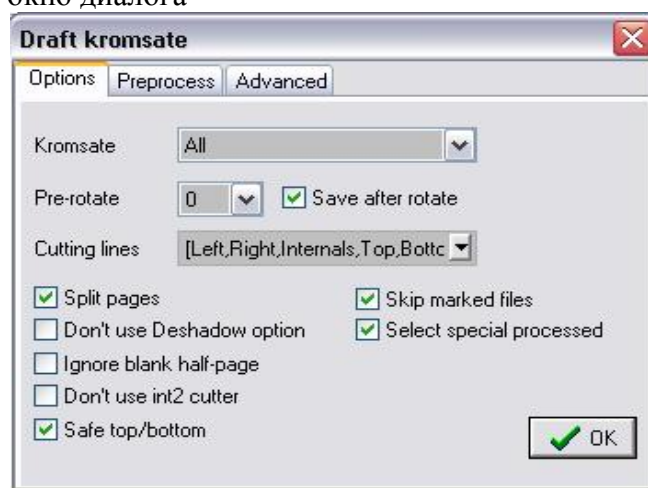 окно диалога
Draft kromsate
Options Preprocess Advanced
Kromsate All
Pre-rotate 0 Save after rotate
Cutting lines [Left,Right,Internals,Top,Bottc
Split pages Skip marked files
Don't use Deshadow option Select special processed
Ignore blank half-page
Don't use int2 cutter
Safe top/bottom
OK